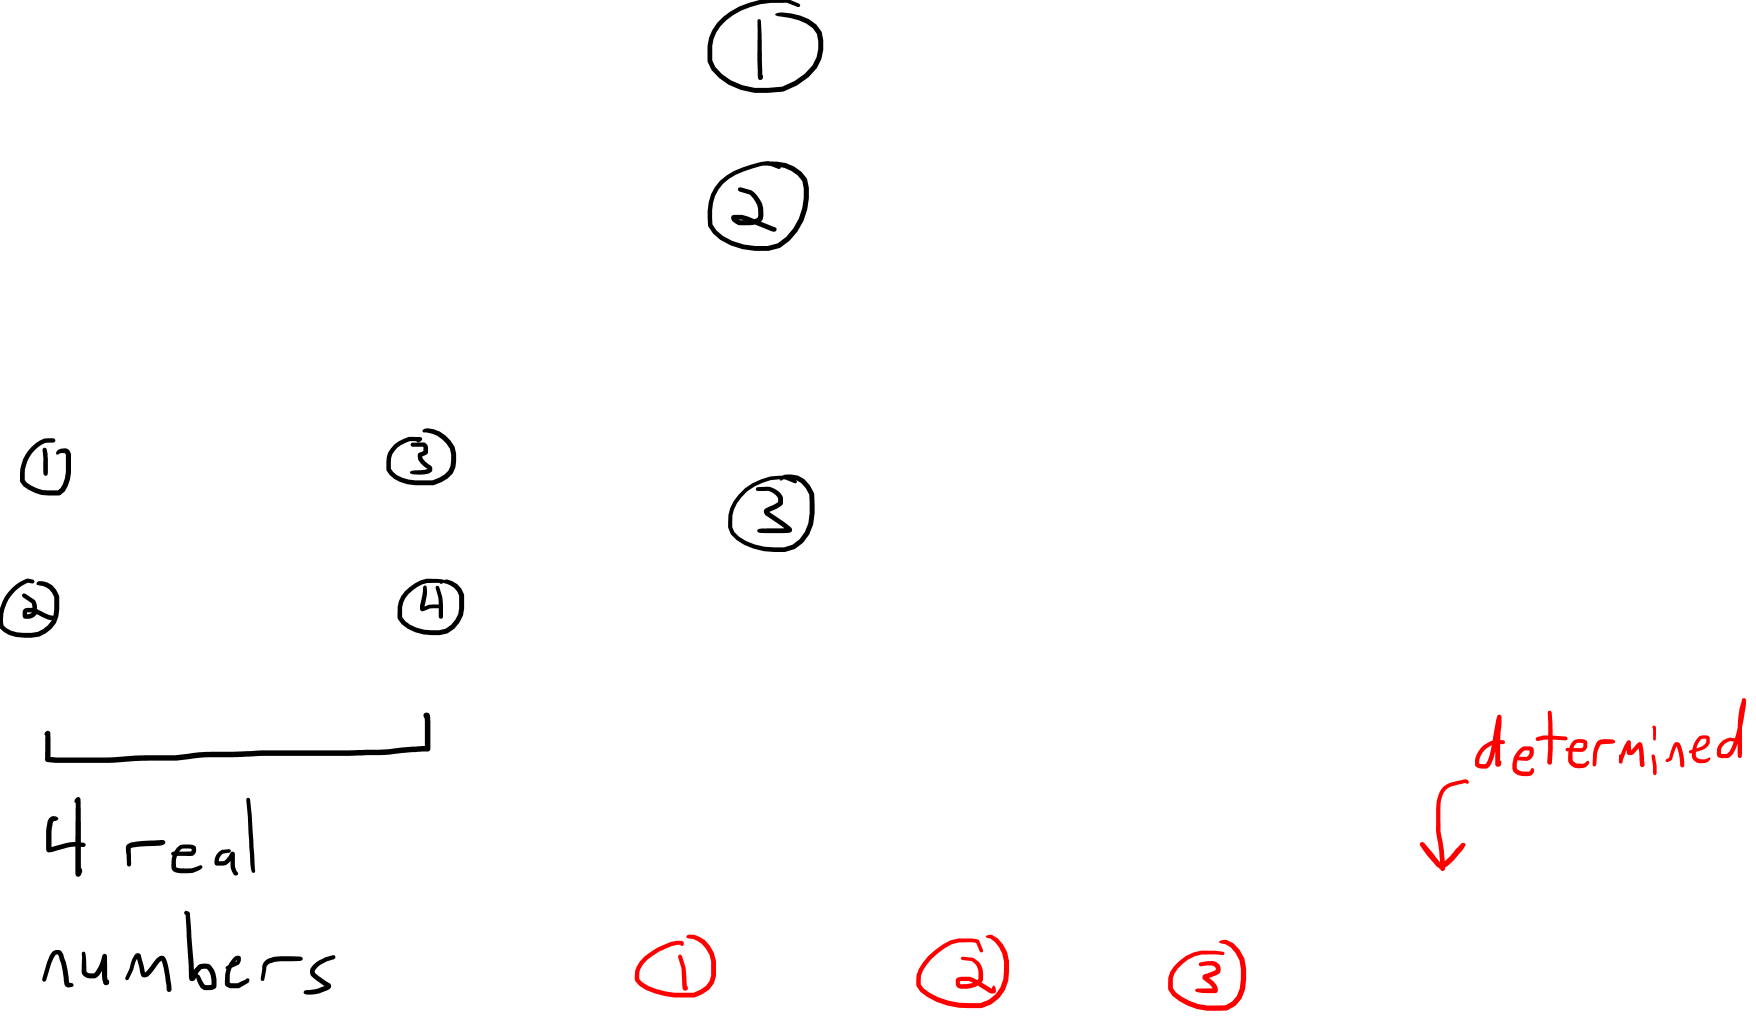 ①
②
① ③
③
② ④
determined
4 real
numbers
① ② ③